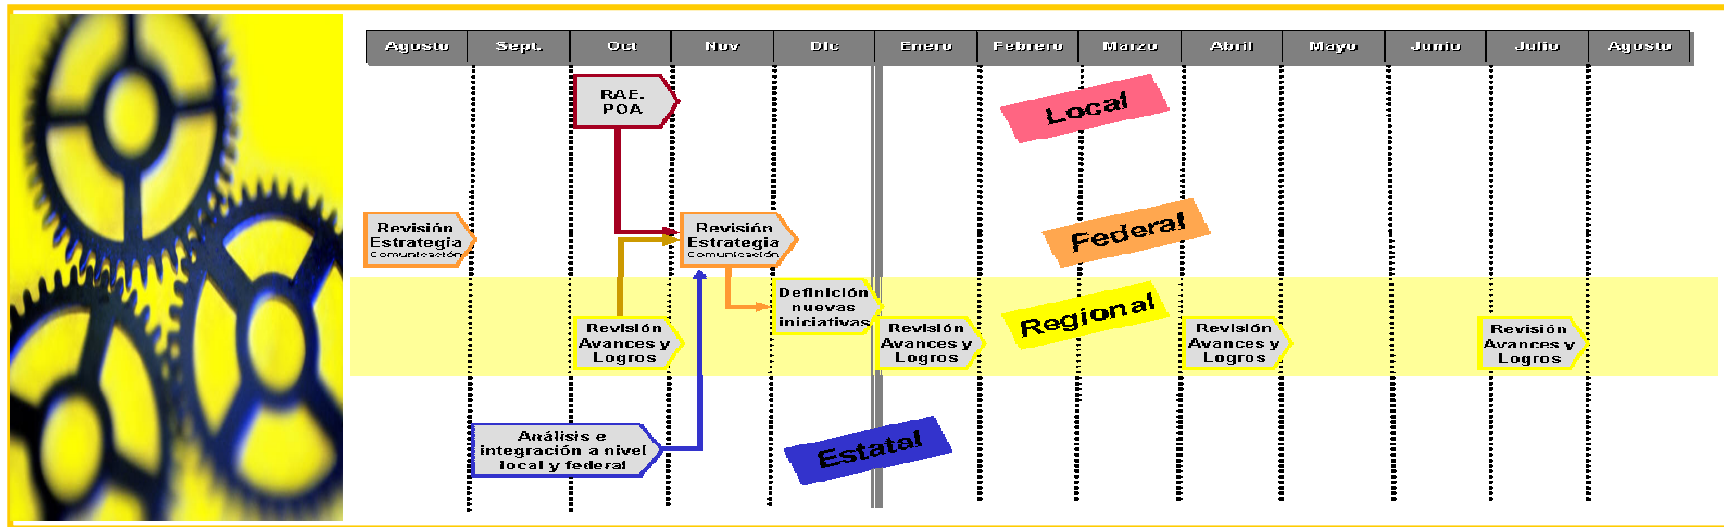 Agosto Sept. Oct Nov Dic Enero Febrero Marzo Abril Mayo Junio Julio Agosto
RAE.
POA
Local
Revisión
Estrategia
Comunicación
Revisión
Estrategia
Comunicación
Federal
Definición
nuevas
iniciativas
Regional
Revisión
Avances y
Logros
Revisión
Avances y
Logros
Revisión
Avances y
Logros
Revisión
Avances y
Logros
Análisis e
integración a nivel
local y federal
Estatal